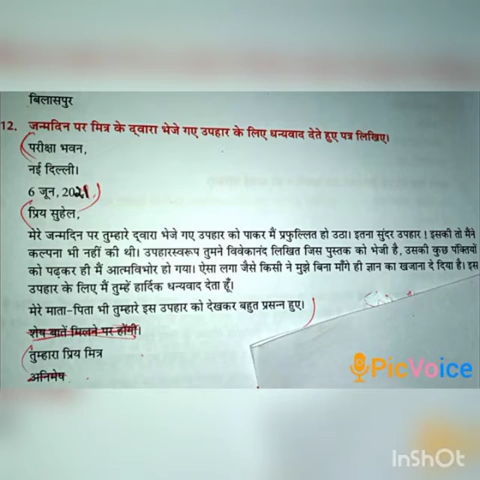 बिलासपुर
12. जन्मदिन पर मित्र के द्वारा भेजे गए उपहार के लिए धन्यवाद देते हुए पत्र लिखिए।
परीक्षा भवन,
नई दिल्ली।
6 जून, 2021.
प्रिय सुहेल,
मेरे जन्मदिन पर तुम्हारे द्वारा भेजे गए उपहार को पाकर मैं प्रफुल्लित हो उठा। इतना सुंदर उपहार ! इसकी तो मैंने
कल्पना भी नहीं की थी। उपहारस्वरूप तुमने विवेकानंद लिखित जिस पुस्तक को भेजी है, उसकी कुछ पंक्तियों
को पढ़कर ही मैं आत्मविभोर हो गया। ऐसा लगा जैसे किसी ने मुझे बिना माँगे ही ज्ञान का खजाना दे दिया है। इस
उपहार के लिए मैं तुम्हें हार्दिक धन्यवाद देता हूँ।
मेरे माता-पिता भी तुम्हारे इस उपहार को देखकर बहुत प्रसन्न हुए।
शेष बातें मिलने पर होंगी।
तुम्हारा प्रिय मित्र
अनिमेष
PicVoice
InShOt